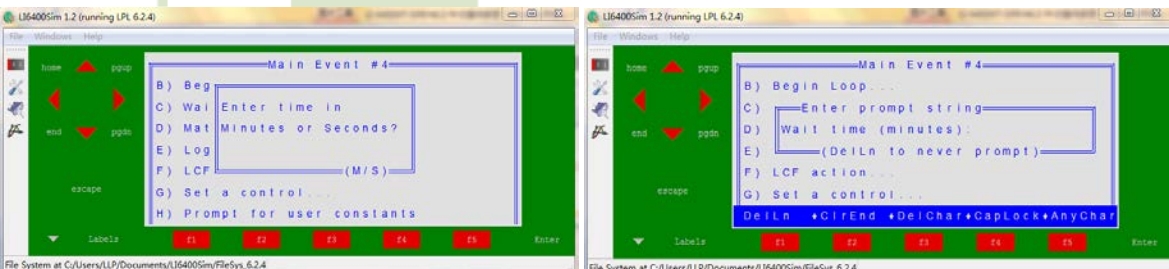 LI6400Sim 1.2 (running LPL 6.2.4)
File Windows Help
home pgup
end pgdn
escape
Labels
Main Event #4
B) Beg
C) Wai
D) Mat
E) Log
F) LCF
G) Set a control...
H) Prompt for user constants
Enter time in
Minutes or Seconds?
(M/S)
f1 f2 f3 f4 f5 Enter
File System at C:/Users/LLP/Documents/LI6400Sim/FileSys_6.2.4
LI6400Sim 1.2 (running LPL 6.2.4)
File Windows Help
home pgup
end pgdn
escape
Labels
Main Event #4
B) Begin Loop...
C)
D)
E)
F) LCF action...
G) Set a control...
Enter prompt string
Wait time (minutes):
(DelLn to never prompt)
DelLn ♦ClrEnd ♦DelChar♦CapLock♦AnyChar
f1 f2 f3 f4 f5 Enter
File System at C:/Users/LLP/Documents/LI6400Sim/FileSys_6.2.4